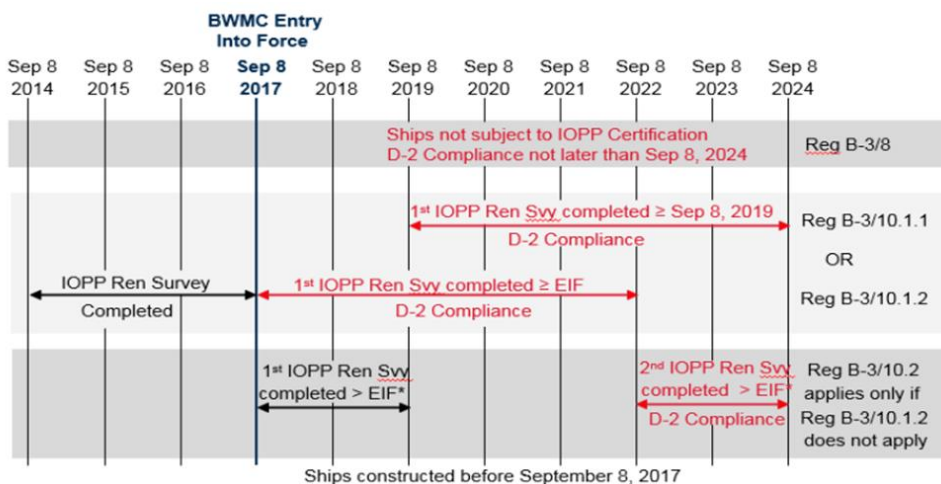 BWMC Entry
Into Force
Sep 8 Sep 8 Sep 8 Sep 8 Sep 8 Sep 8 Sep 8 Sep 8 Sep 8 Sep 8
2014 2015 2016 2017 2018 2019 2020 2021 2022 2023 2024
Ships not subject to IOPP Certification
D-2 Compliance not later than Sep 8, 2024
Reg B-3/8
1st IOPP Ren Svy completed ≥ Sep 8, 2019
D-2 Compliance
Reg B-3/10.1.1
OR
Reg B-3/10.1.2
IOPP Ren Survey
Completed
1st IOPP Ren Svy completed ≥ EIF
D-2 Compliance
1st IOPP Ren Svy
completed > EIF*
2nd IOPP Ren Svy
completed > EIF*
D-2 Compliance
Reg B-3/10.2
applies only if
Reg B-3/10.1.2
does not apply
Ships constructed before September 8, 2017